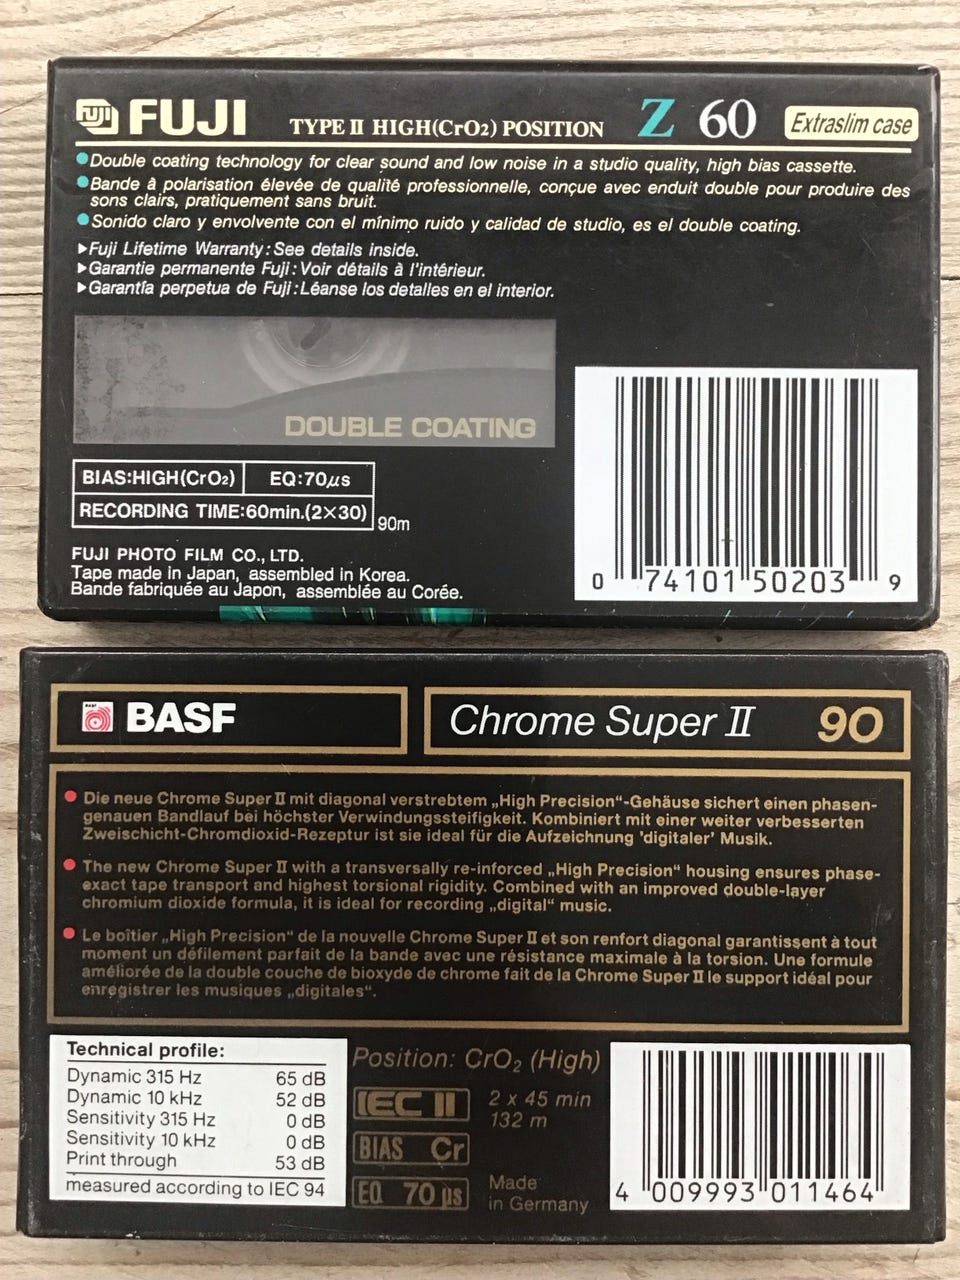 FUJI FUJI TYPE II HIGH(CrO₂) POSITION Z 60 Extraslim case
●Double coating technology for clear sound and low noise in a studio quality, high bias cassette.
●Bande à polarisation élevée de qualité professionnelle, conçue avec enduit double pour produire des
sons clairs, pratiquement sans bruit.
●Sonido claro y envolvente con el mínimo ruido y calidad de studio, es el double coating.
▶Fuji Lifetime Warranty:See details inside.
▶Garantie permanente Fuji:Voir détails à l'intérieur.
▶Garantía perpetua de Fuji:Léanse los detalles en el interior.
DOUBLE COATING
BIAS:HIGH(CrO₂) EQ:70μs
RECORDING TIME:60min.(2×30) 90m
FUJI PHOTO FILM CO., LTD.
Tape made in Japan, assembled in Korea.
Bande fabriquée au Japon, assemblée au Corée.
0 74101 50203 9
BASF BASF
Chrome Super II 90
● Die neue Chrome Super II mit diagonal verstrebtem „High Precision“-Gehäuse sichert einen phasen-
genauen Bandlauf bei höchster Verwindungssteifigkeit. Kombiniert mit einer weiter verbesserten
Zweischicht-Chromdioxid-Rezeptur ist sie ideal für die Aufzeichnung 'digitaler' Musik.
● The new Chrome Super II with a transversally re-inforced „High Precision“ housing ensures phase-
exact tape transport and highest torsional rigidity. Combined with an improved double-layer
chromium dioxide formula, it is ideal for recording „digital“ music.
● Le boîtier „High Precision“ de la nouvelle Chrome Super II et son renfort diagonal garantissent à tout
moment un défilement parfait de la bande avec une résistance maximale à la torsion. Une formule
améliorée de la double couche de bioxyde de chrome fait de la Chrome Super II le support idéal pour
enregistrer les musiques „digitales“.
Technical profile:
Dynamic 315 Hz 65 dB
Dynamic 10 kHz 52 dB
Sensitivity 315 Hz 0 dB
Sensitivity 10 kHz 0 dB
Print through 53 dB
measured according to IEC 94
Position: CrO₂ (High)
IEC II 2 x 45 min
132 m
BIAS Cr
EQ 70 µs
Made
in Germany
4 009993 011464